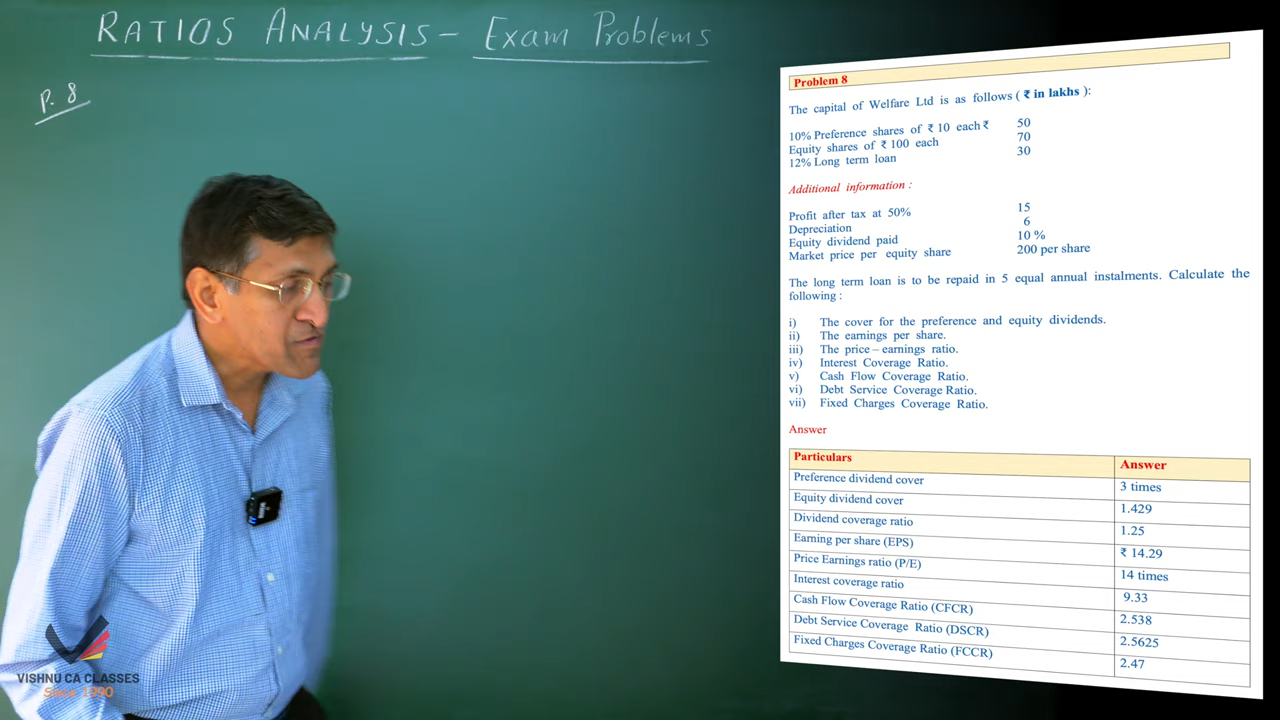 RATIOS ANALYSIS – Exam Problems
P. 8
Problem 8
The capital of Welfare Ltd is as follows ( ₹ in lakhs ):
10% Preference shares of ₹ 10 each ₹ 50
Equity shares of ₹ 100 each 70
12% Long term loan 30
Additional information :
Profit after tax at 50% 15
Depreciation 6
Equity dividend paid 10 %
Market price per equity share 200 per share
The long term loan is to be repaid in 5 equal annual instalments. Calculate the
following :
i) The cover for the preference and equity dividends.
ii) The earnings per share.
iii) The price – earnings ratio.
iv) Interest Coverage Ratio.
v) Cash Flow Coverage Ratio.
vi) Debt Service Coverage Ratio.
vii) Fixed Charges Coverage Ratio.
Answer
Particulars Answer
Preference dividend cover 3 times
Equity dividend cover 1.429
Dividend coverage ratio 1.25
Earning per share (EPS) ₹ 14.29
Price Earnings ratio (P/E) 14 times
Interest coverage ratio 9.33
Cash Flow Coverage Ratio (CFCR) 2.538
Debt Service Coverage Ratio (DSCR) 2.5625
Fixed Charges Coverage Ratio (FCCR) 2.47
VISHNU CA CLASSES
Since 1990